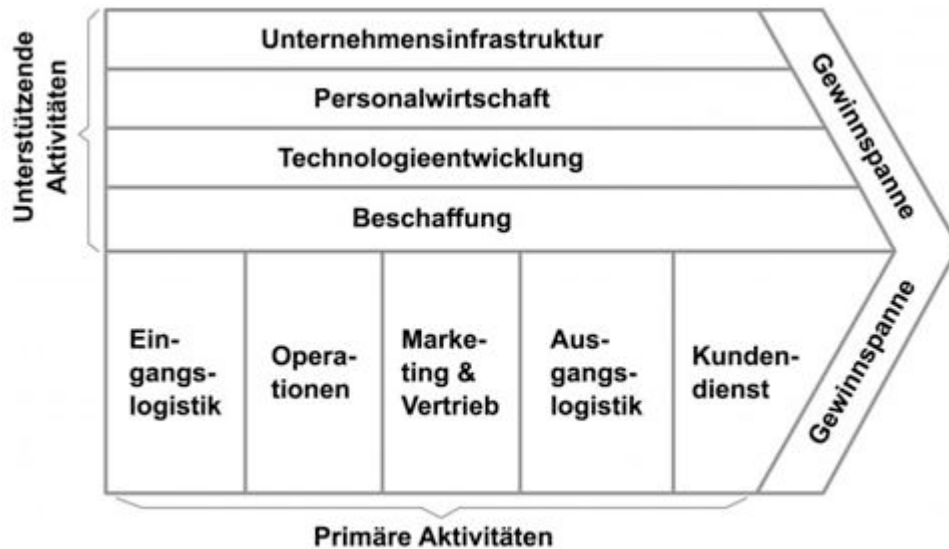 Unterstützende
Aktivitäten
Unternehmensinfrastruktur
Personalwirtschaft
Technologieentwicklung
Beschaffung
Gewinnspanne
Ein-
gangs-
logistik
Opera-
tionen
Marke-
ting &
Vertrieb
Aus-
gangs-
logistik
Kunden-
dienst
Gewinnspanne
Primäre Aktivitäten